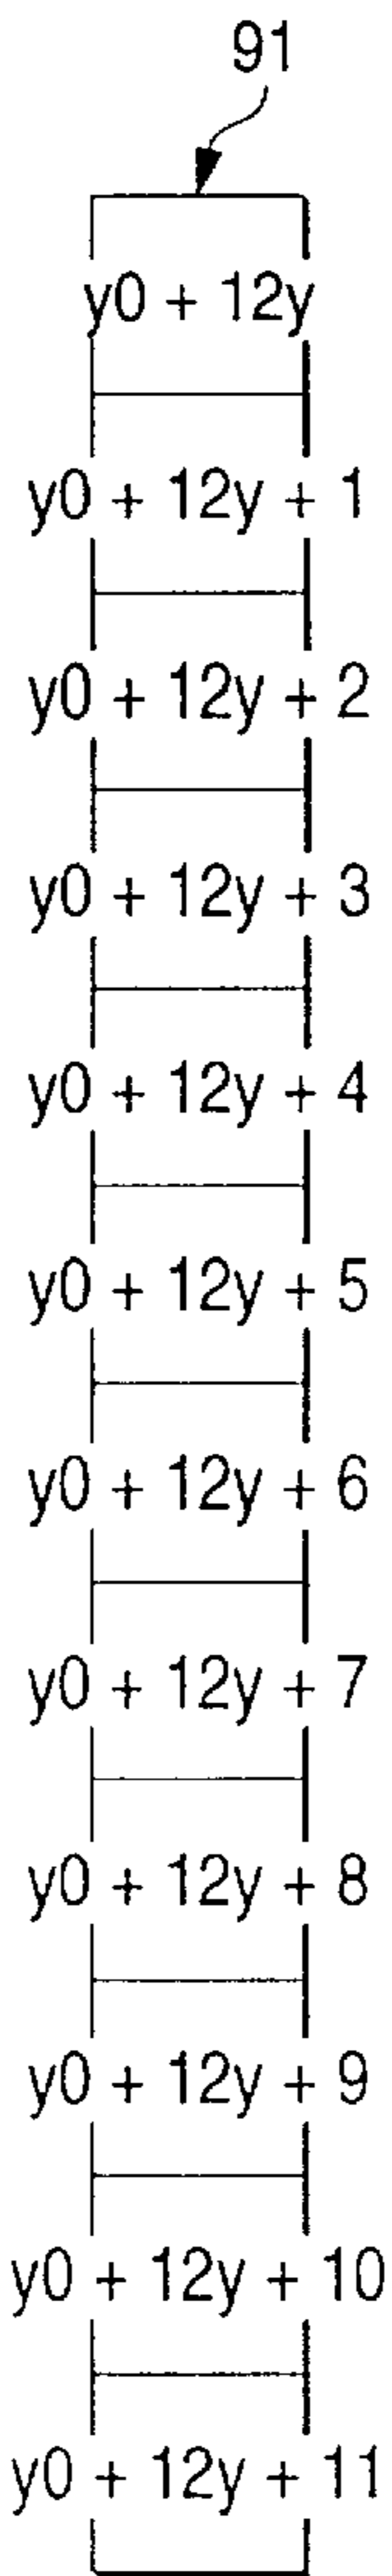 91
y0 + 12y
y0 + 12y + 1
y0 + 12y + 2
y0 + 12y + 3
y0 + 12y + 4
y0 + 12y + 5
y0 + 12y + 6
y0 + 12y + 7
y0 + 12y + 8
y0 + 12y + 9
y0 + 12y + 10
y0 + 12y + 11